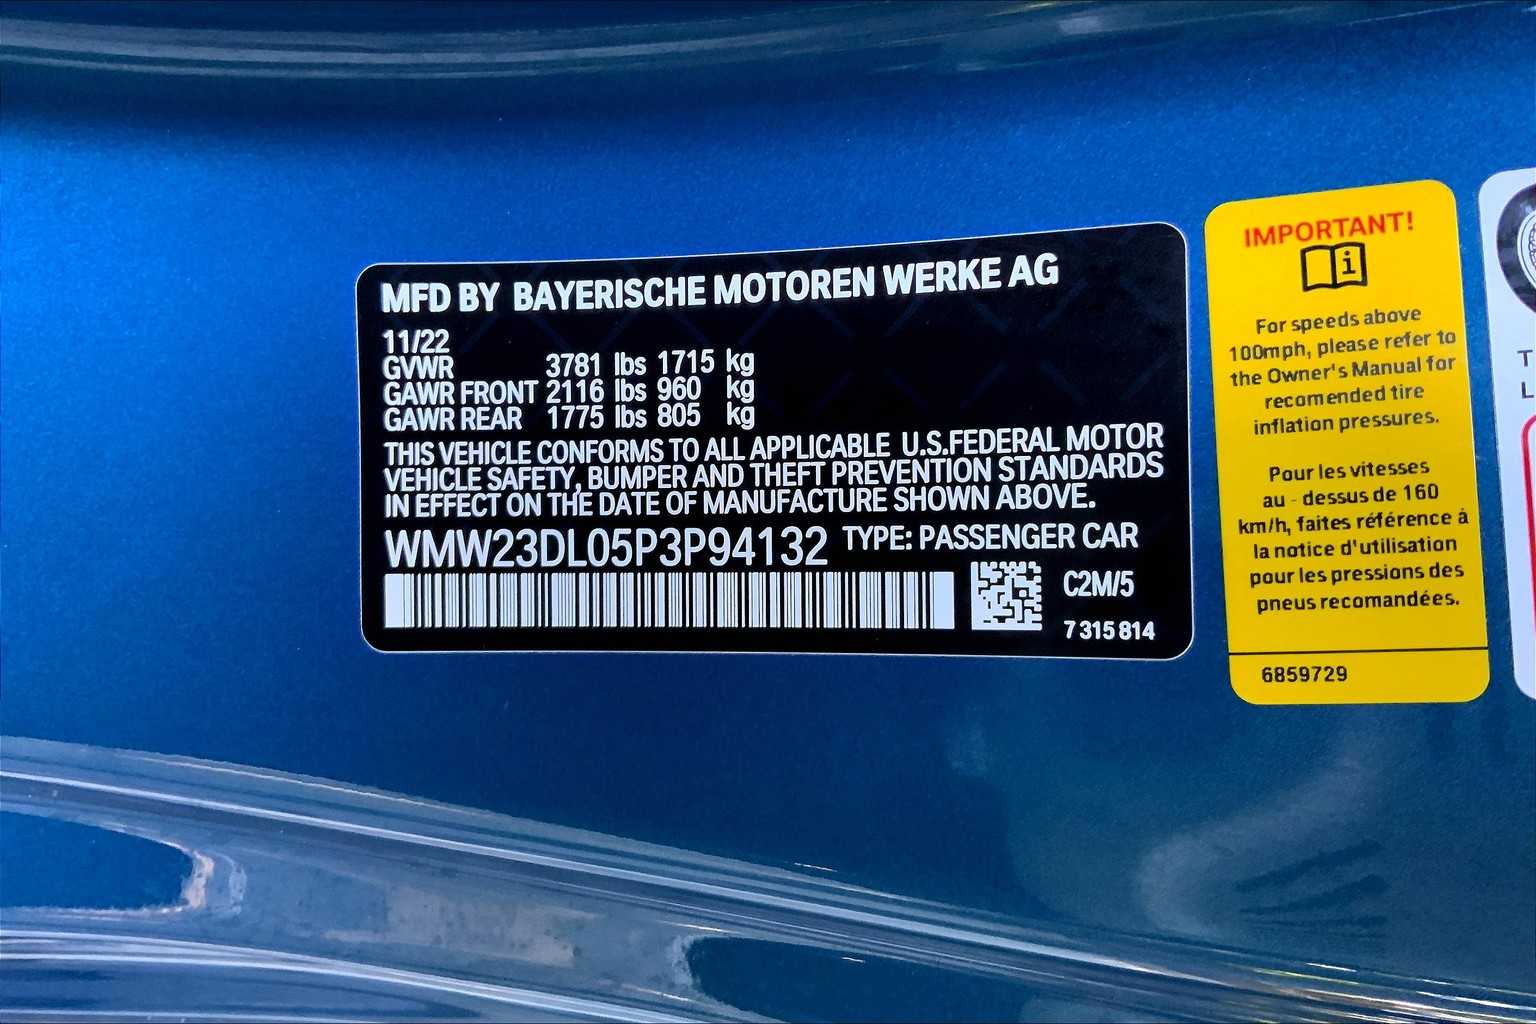 MFD BY BAYERISCHE MOTOREN WERKE AG
11/22
GVWR 3781 lbs 1715 kg
GAWR FRONT 2116 lbs 960 kg
GAWR REAR 1775 lbs 805 kg
THIS VEHICLE CONFORMS TO ALL APPLICABLE U.S.FEDERAL MOTOR
VEHICLE SAFETY, BUMPER AND THEFT PREVENTION STANDARDS
IN EFFECT ON THE DATE OF MANUFACTURE SHOWN ABOVE.
WMW23DL05P3P94132 TYPE: PASSENGER CAR
C2M/5
7 315 814
IMPORTANT!
i
For speeds above
100mph, please refer to
the Owner's Manual for
recomended tire
inflation pressures.
Pour les vitesses
au - dessus de 160
km/h, faites référence à
la notice d'utilisation
pour les pressions des
pneus recomandées.
6859729
T
L